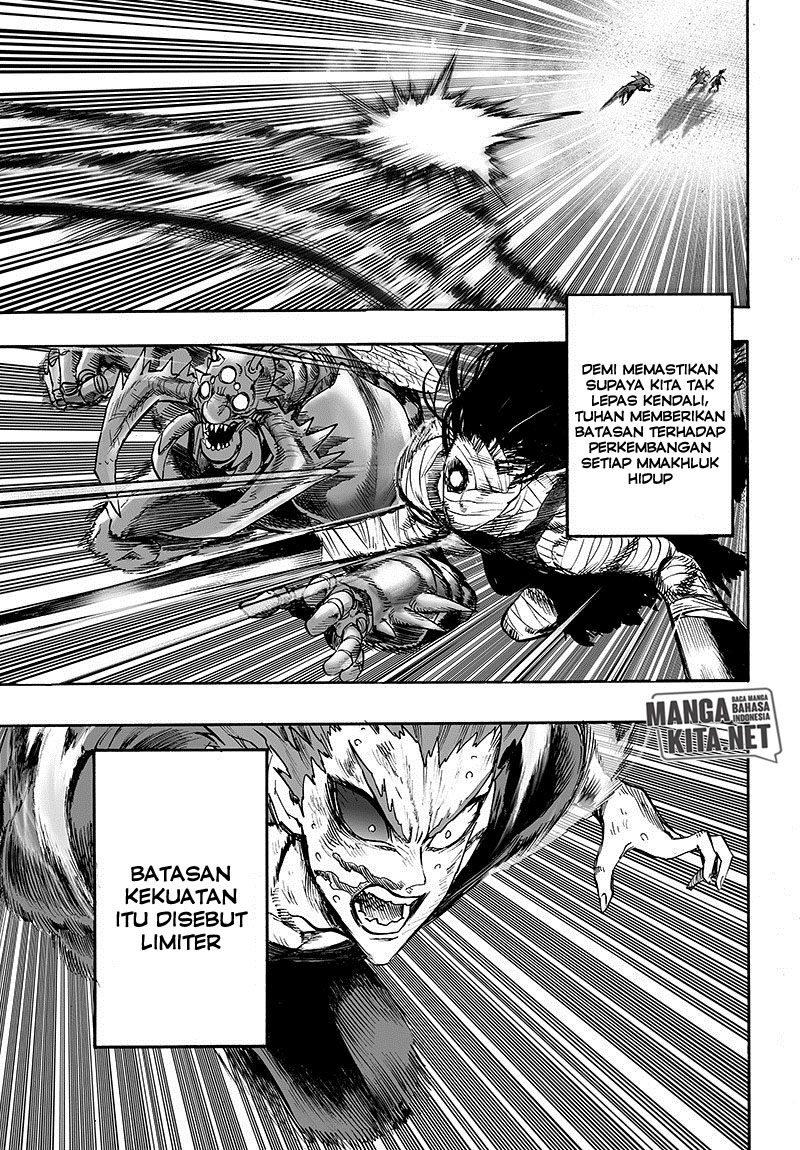 DEMI MEMASTIKAN
SUPAYA KITA TAK
LEPAS KENDALI,
TUHAN MEMBERIKAN
BATASAN TERHADAP
PERKEMBANGAN
SETIAP MMAKHLUK
HIDUP
MANGA
BACA MANGA
BAHASA
INDONESIA
KITA.NET
BATASAN
KEKUATAN
ITU DISEBUT
LIMITER